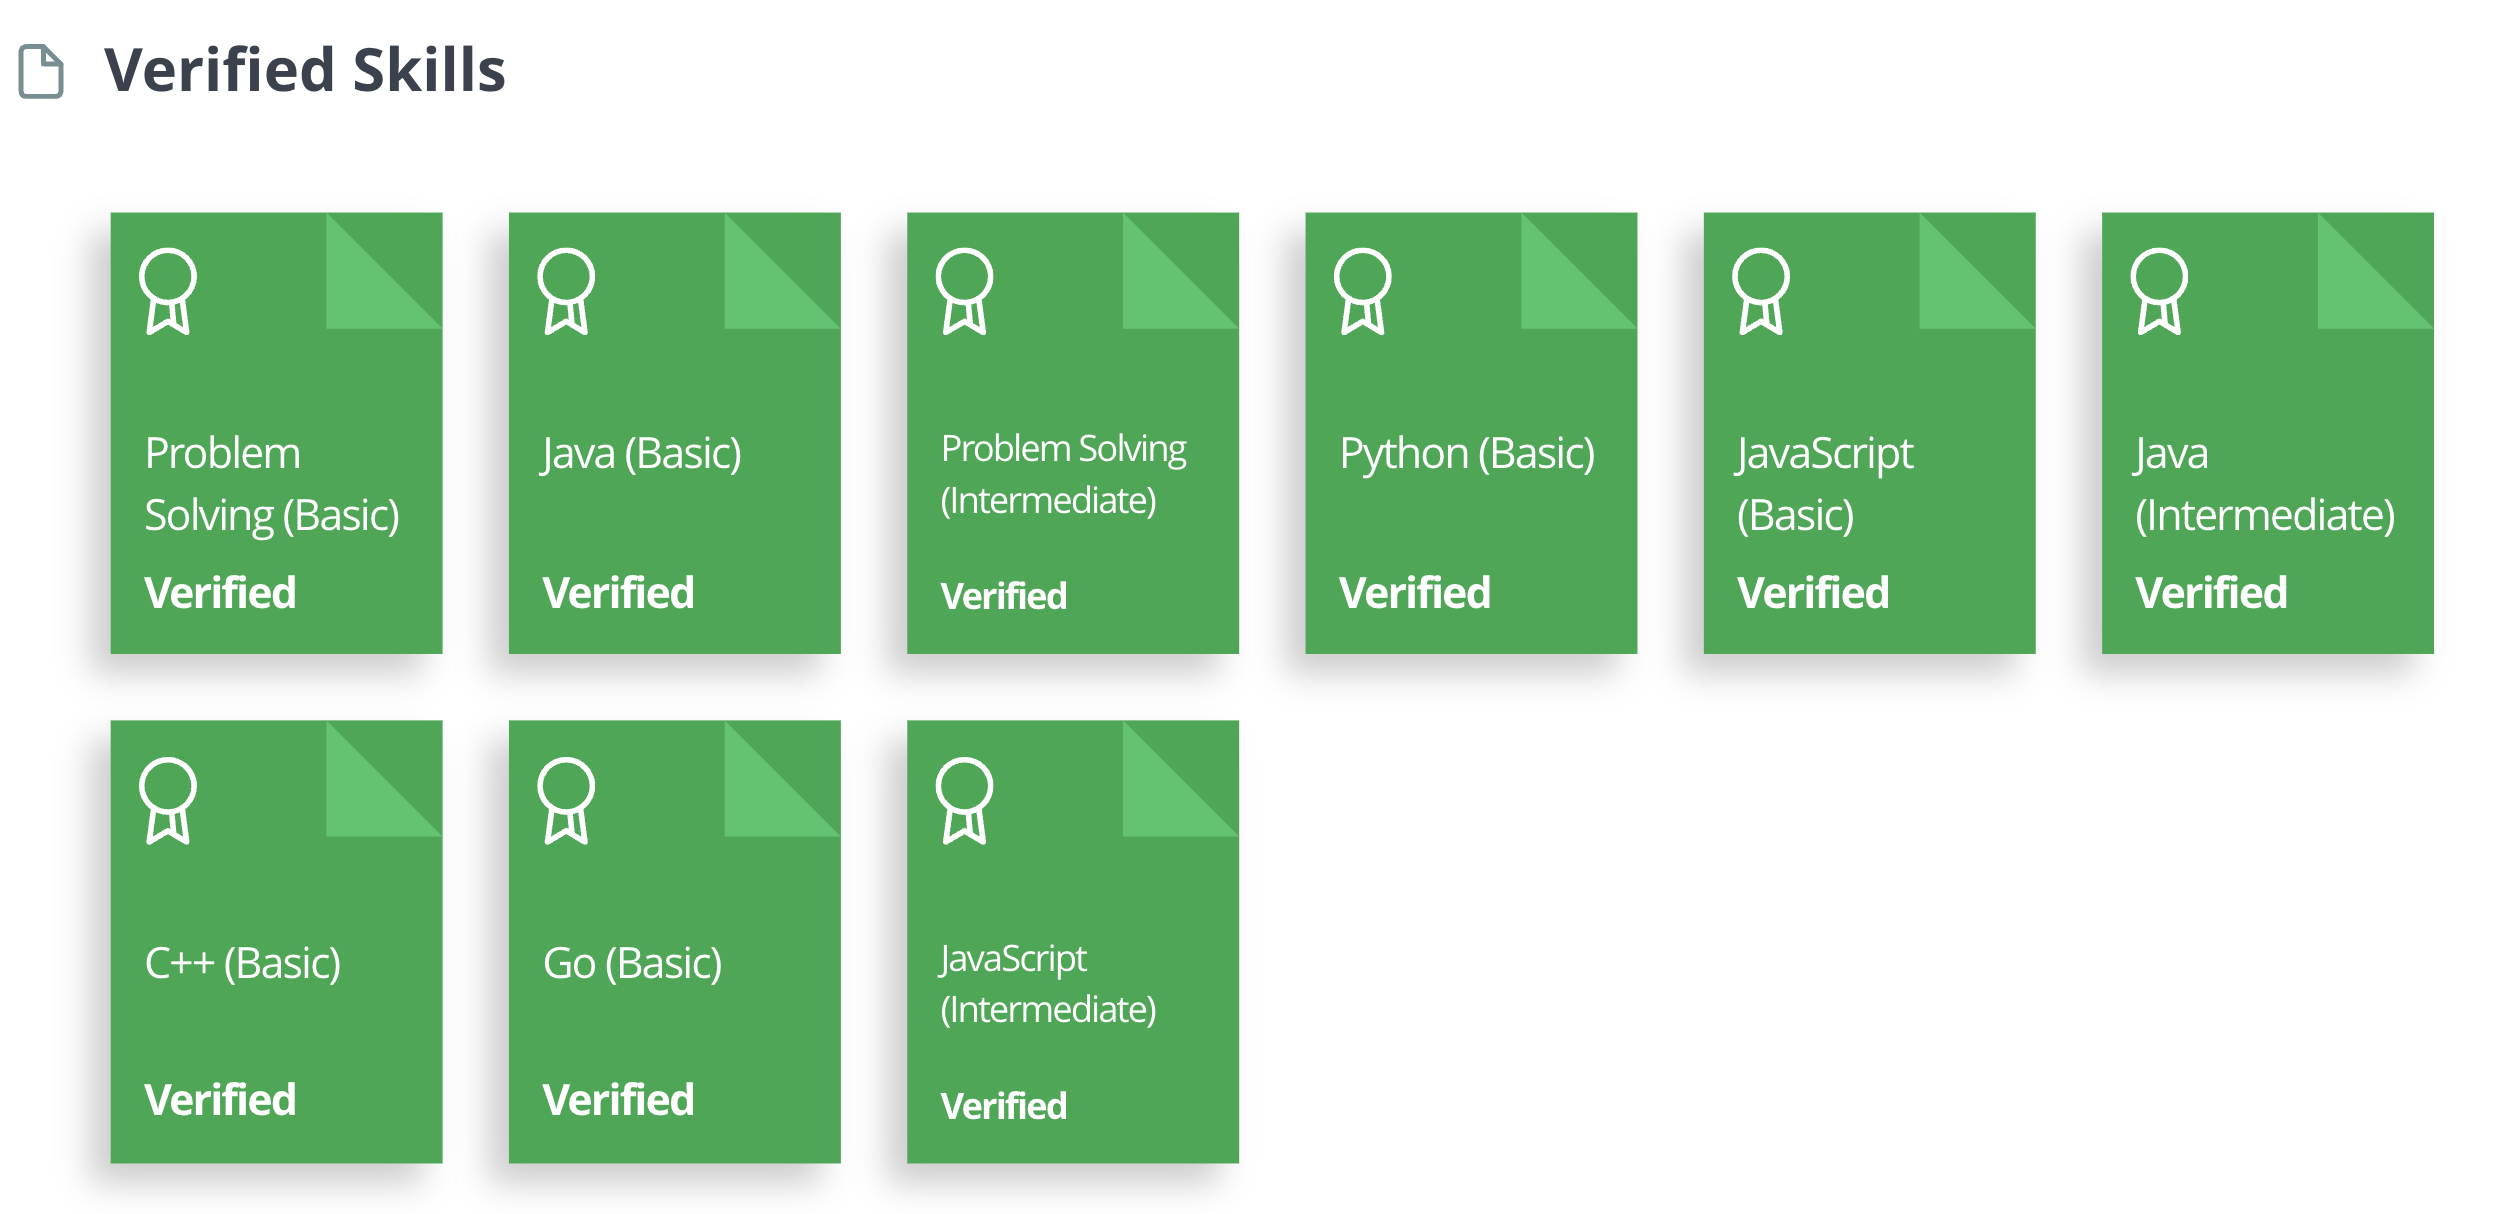 Verified Skills
Problem
Solving (Basic)
Verified
Java (Basic)
Verified
Problem Solving
(Intermediate)
Verified
Python (Basic)
Verified
JavaScript
(Basic)
Verified
Java
(Intermediate)
Verified
C++ (Basic)
Verified
Go (Basic)
Verified
JavaScript
(Intermediate)
Verified